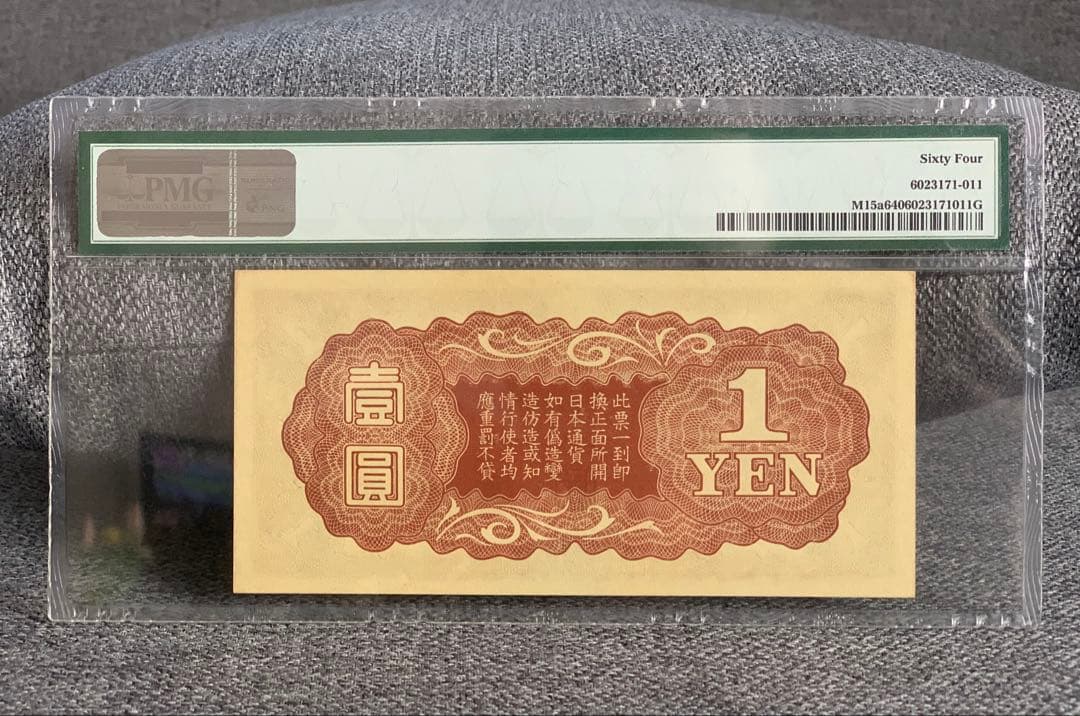 PMG
Sixty Four
6023171-011
M15a6406023171011G
壹圓
此票一到即
換正面所開
日本通貨
如有偽造變
造仿造或知
情行使者均
應重罰不貸
1
YEN